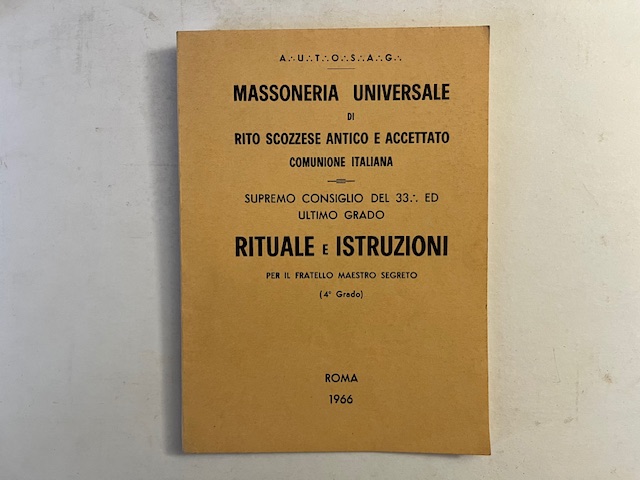 A∴U∴T∴O∴S∴A∴G∴
MASSONERIA UNIVERSALE
DI
RITO SCOZZESE ANTICO E ACCETTATO
COMUNIONE ITALIANA
SUPREMO CONSIGLIO DEL 33∴ ED
ULTIMO GRADO
RITUALE E ISTRUZIONI
PER IL FRATELLO MAESTRO SEGRETO
(4° Grado)
ROMA
1966